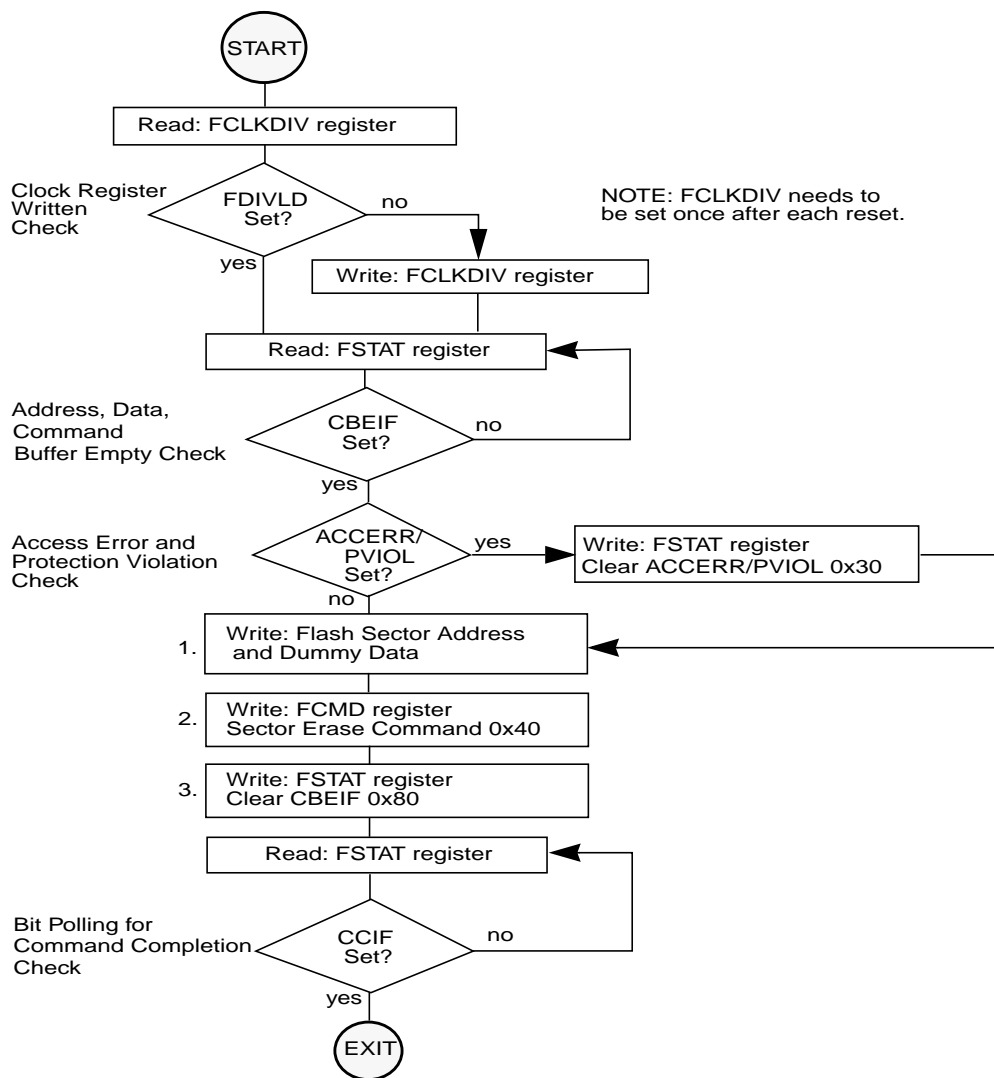 START
Read: FCLKDIV register
Clock Register
Written
Check
FDIVLD
Set?
no
yes
NOTE: FCLKDIV needs to
be set once after each reset.
Write: FCLKDIV register
Read: FSTAT register
Address, Data,
Command
Buffer Empty Check
CBEIF
Set?
no
yes
Access Error and
Protection Violation
Check
ACCERR/
PVIOL
Set?
yes
no
Write: FSTAT register
Clear ACCERR/PVIOL 0x30
1.
Write: Flash Sector Address
and Dummy Data
2.
Write: FCMD register
Sector Erase Command 0x40
3.
Write: FSTAT register
Clear CBEIF 0x80
Read: FSTAT register
Bit Polling for
Command Completion
Check
CCIF
Set?
no
yes
EXIT